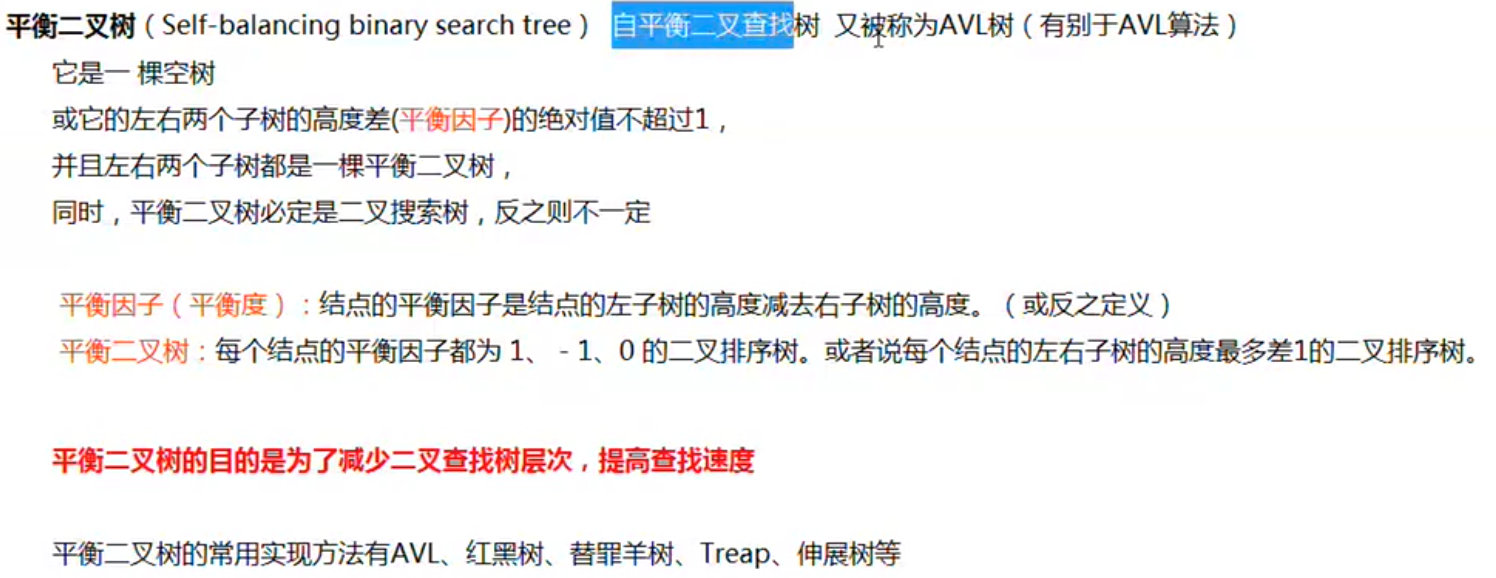 平衡二叉树（Self-balancing binary search tree） 自平衡二叉查找树 又被称为AVL树（有别于AVL算法）
它是一 棵空树
或它的左右两个子树的高度差(平衡因子)的绝对值不超过1，
并且左右两个子树都是一棵平衡二叉树，
同时，平衡二叉树必定是二叉搜索树，反之则不一定
平衡因子（平衡度）：结点的平衡因子是结点的左子树的高度减去右子树的高度。（或反之定义）
平衡二叉树：每个结点的平衡因子都为 1、－1、0 的二叉排序树。或者说每个结点的左右子树的高度最多差1的二叉排序树。
平衡二叉树的目的是为了减少二叉查找树层次，提高查找速度
平衡二叉树的常用实现方法有AVL、红黑树、替罪羊树、Treap、伸展树等